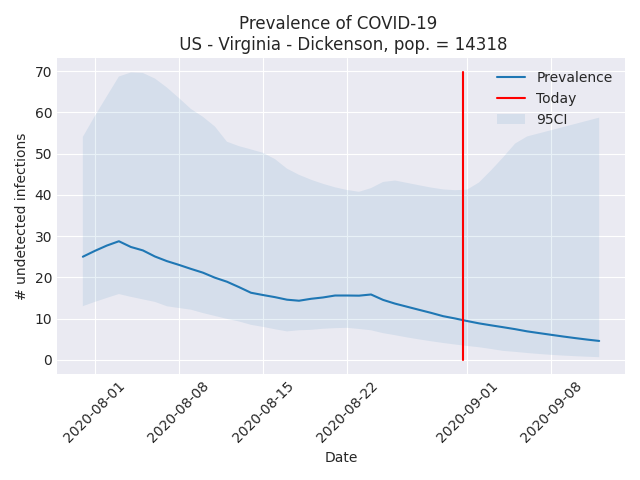 Prevalence of COVID-19
US - Virginia - Dickenson, pop. = 14318
70
60
50
40
30
20
10
0
# undetected infections
Prevalence
Today
95CI
2020-08-01
2020-08-08
2020-08-15
2020-08-22
2020-09-01
2020-09-08
Date